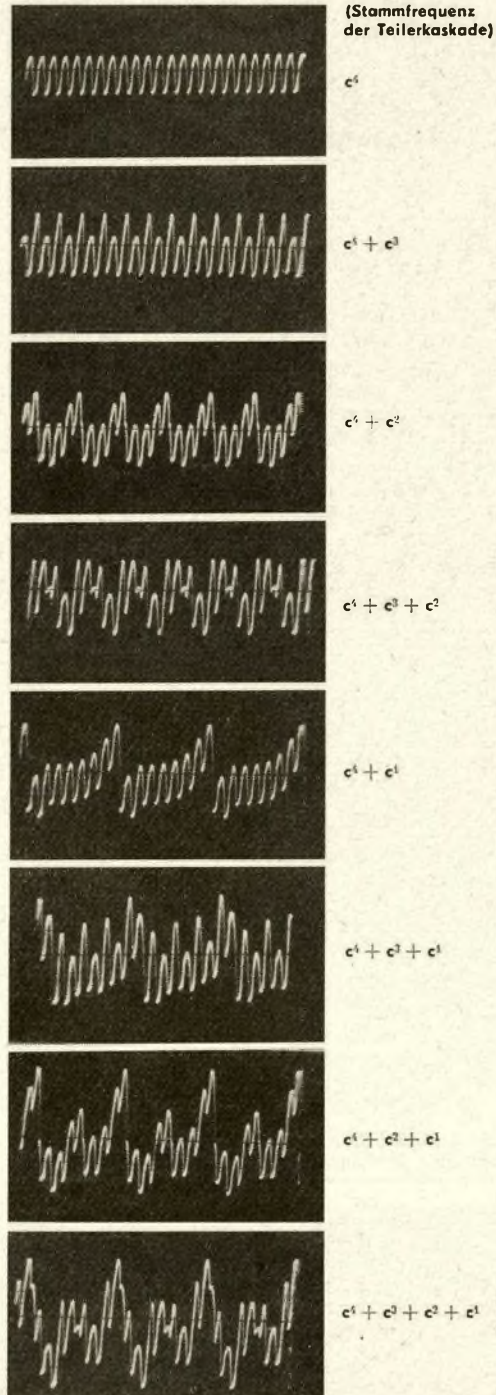 (Stammfrequenz
der Teilerkaskade)
c⁴
c⁴ + c³
c⁴ + c²
c⁴ + c³ + c²
c⁴ + c¹
c⁴ + c³ + c¹
c⁴ + c² + c¹
c⁴ + c³ + c² + c¹